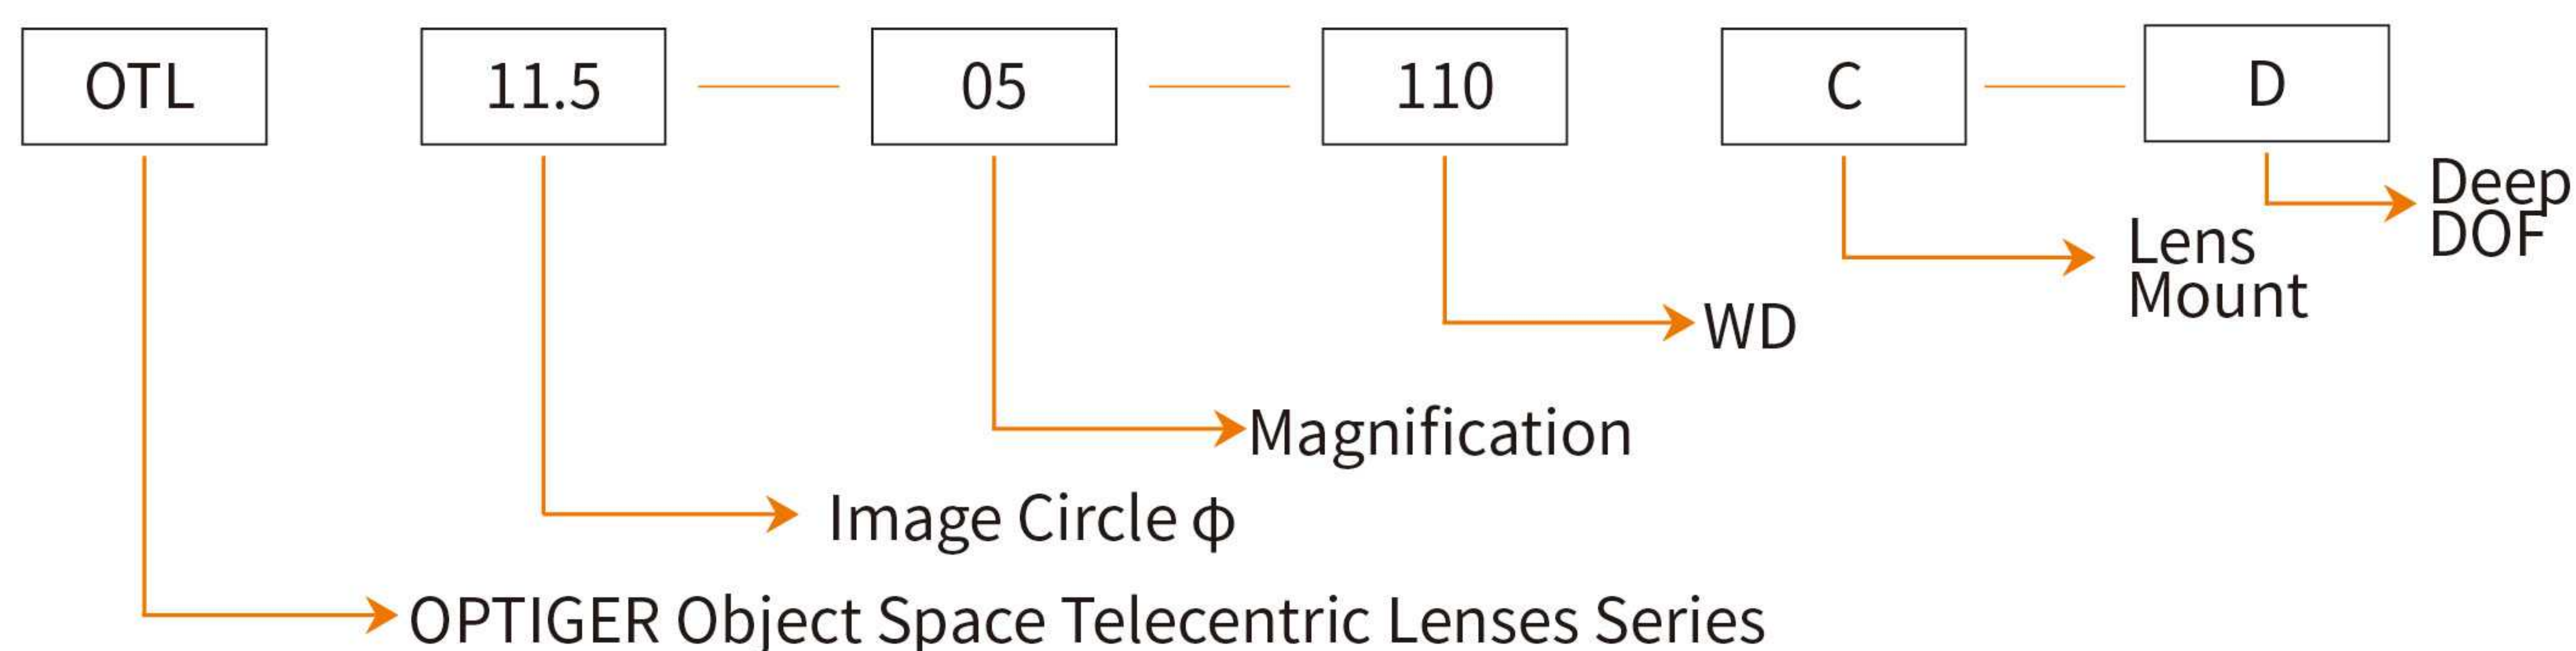 OTL 11.5 05 110 C D
Deep
DOF
Lens
Mount
WD
Magnification
Image Circle ϕ
OPTIGER Object Space Telecentric Lenses Series